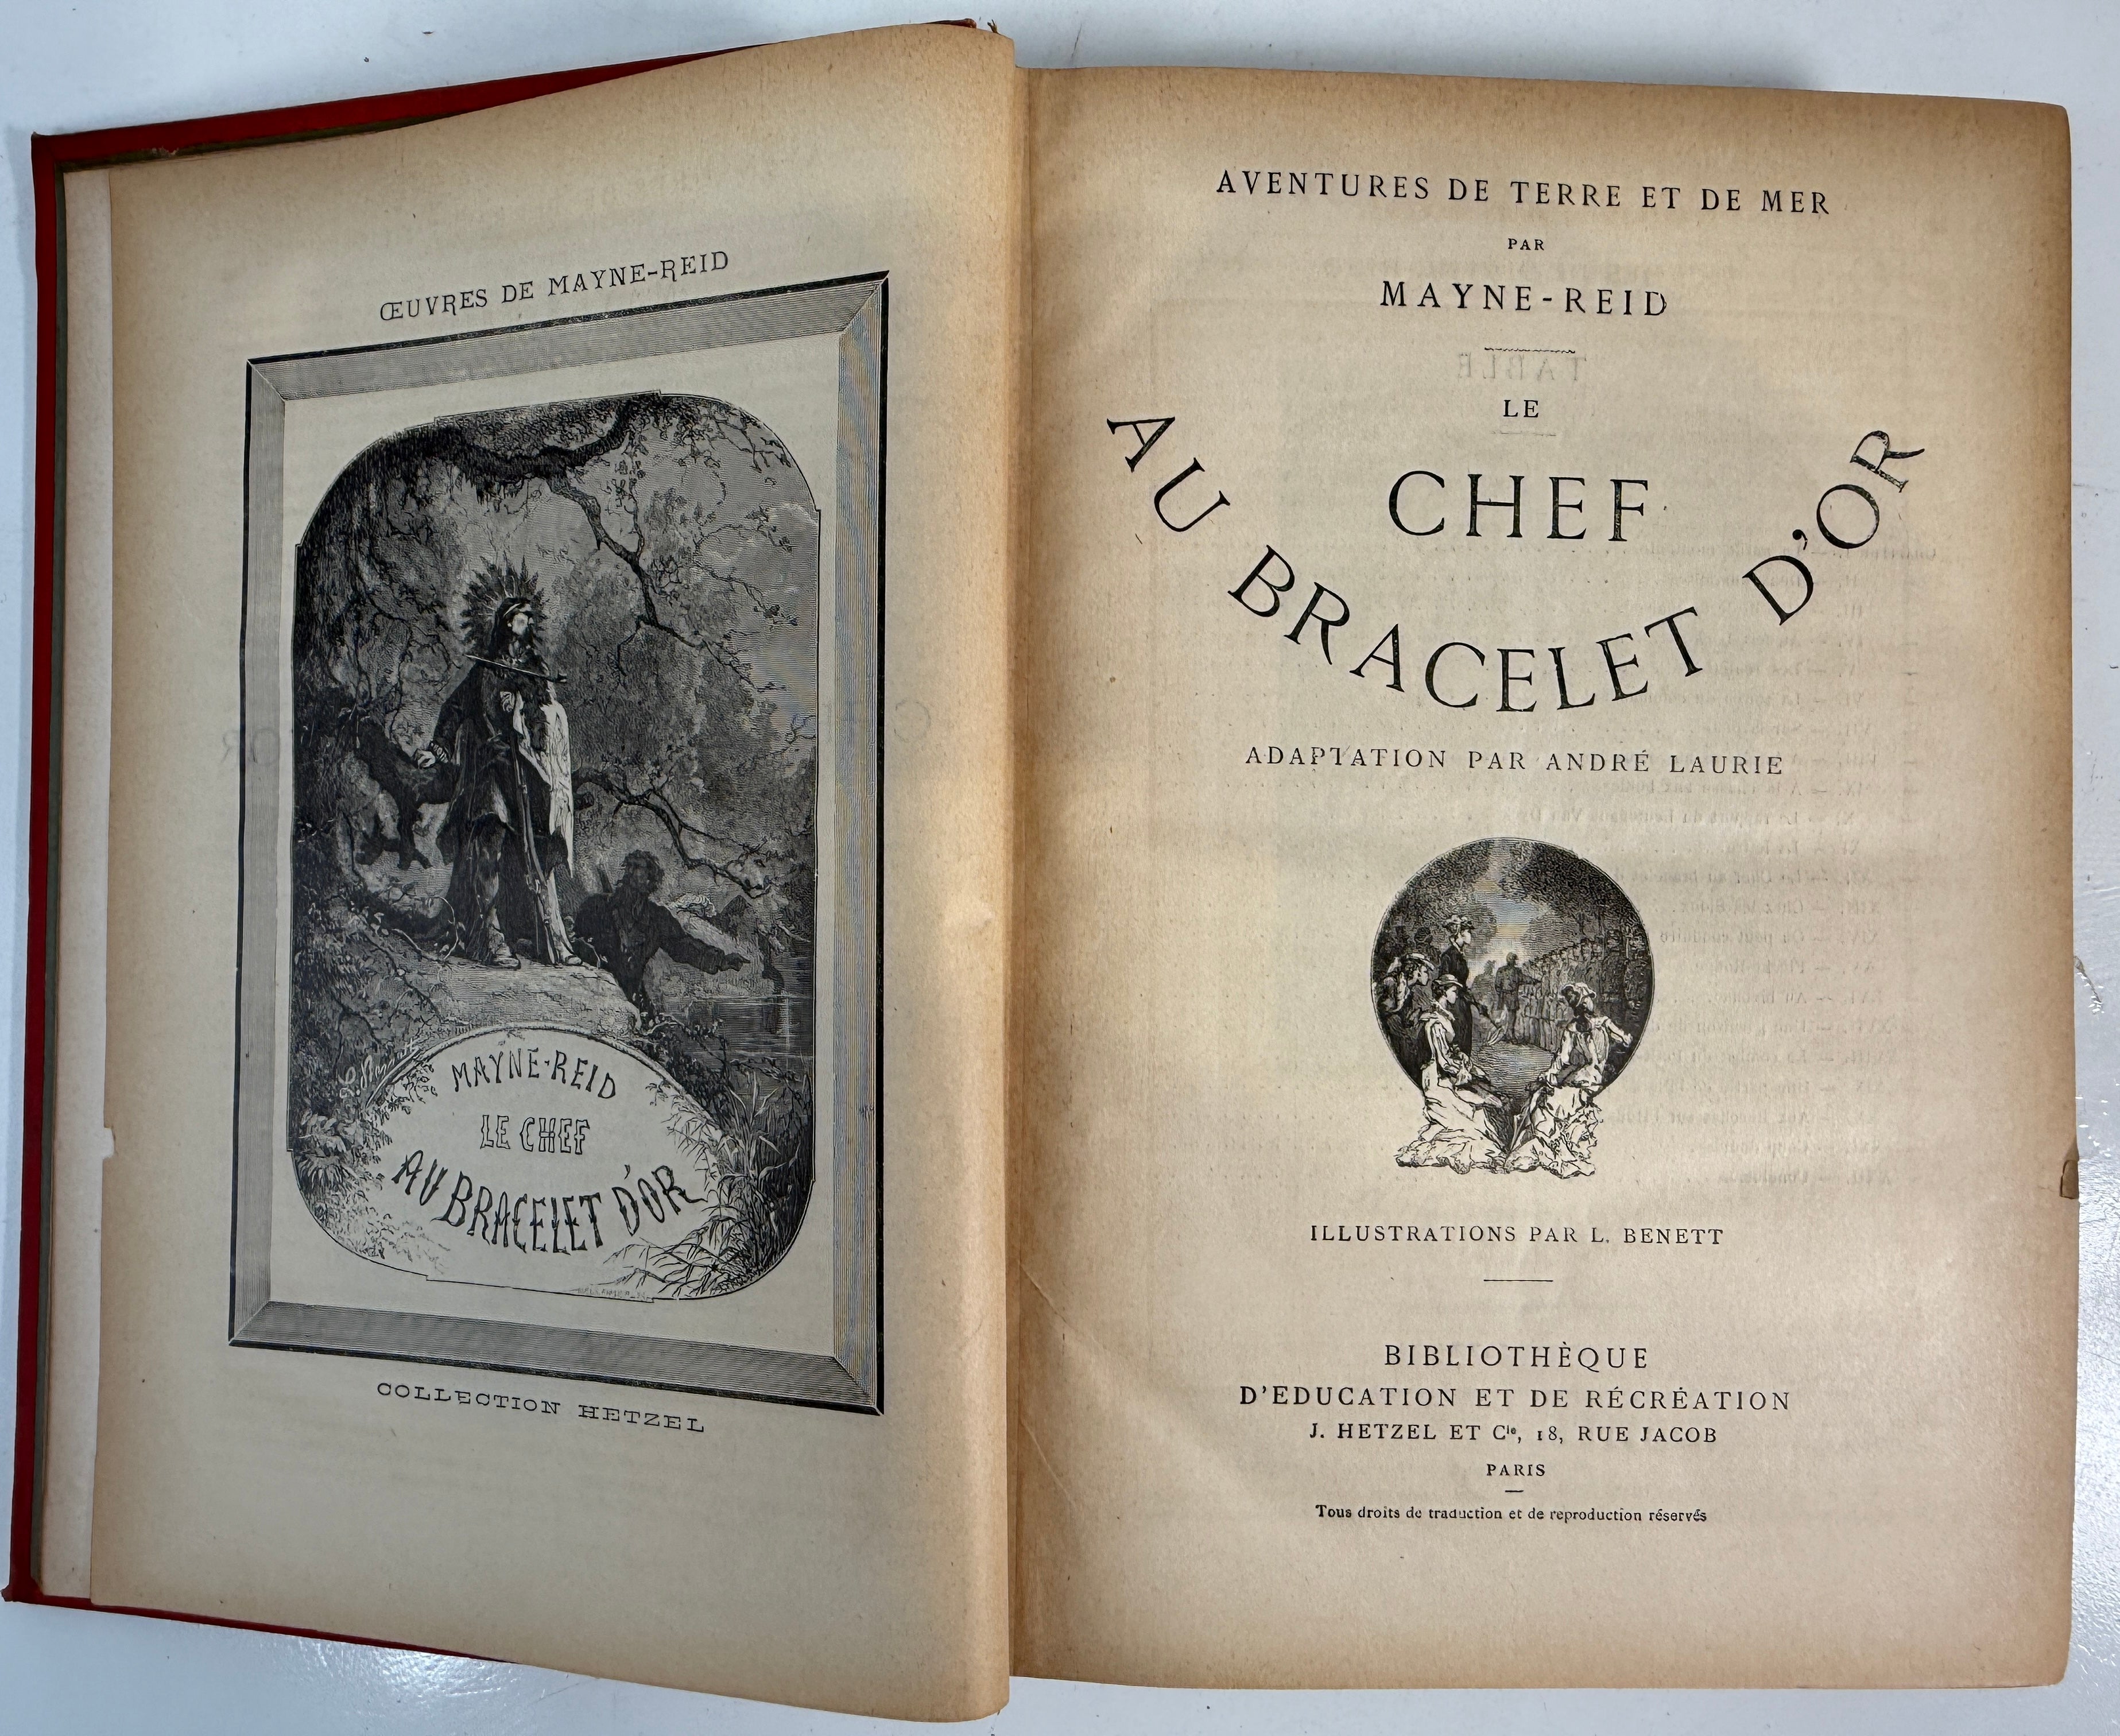 ŒUVRES DE MAYNE-REID
MAYNE-REID
LE CHEF
AU BRACELET D'OR
COLLECTION HETZEL
AVENTURES DE TERRE ET DE MER
PAR
MAYNE-REID
LE
CHEF
AU BRACELET D'OR
ADAPTATION PAR ANDRÉ LAURIE
ILLUSTRATIONS PAR L. BENETT
BIBLIOTHÈQUE
D'EDUCATION ET DE RÉCRÉATION
J. HETZEL ET Cie, 18, RUE JACOB
PARIS
Tous droits de traduction et de reproduction réservés